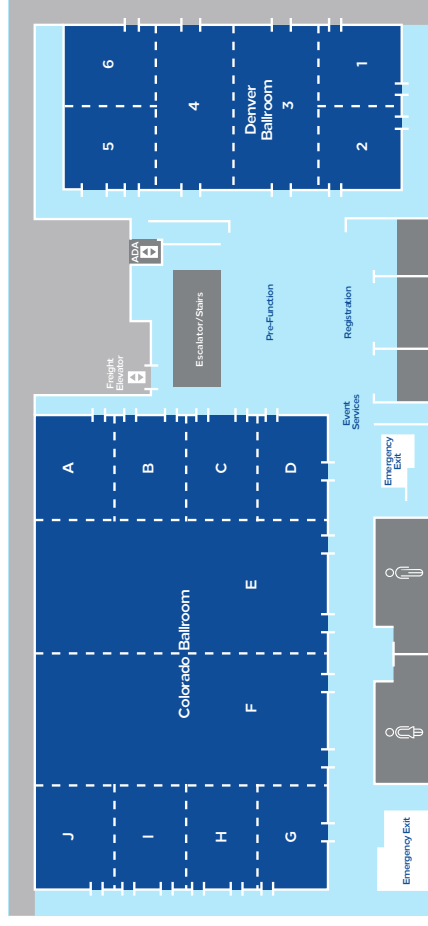 6
5
4
Denver
Ballroom
3
1
2
ADA
Freight
Elevator
Escalator/Stairs
Pre-Function
Registration
Event
Services
Emergency
Exit
A
B
C
D
Colorado Ballroom
E
F
J
I
H
G
Emergency Exit